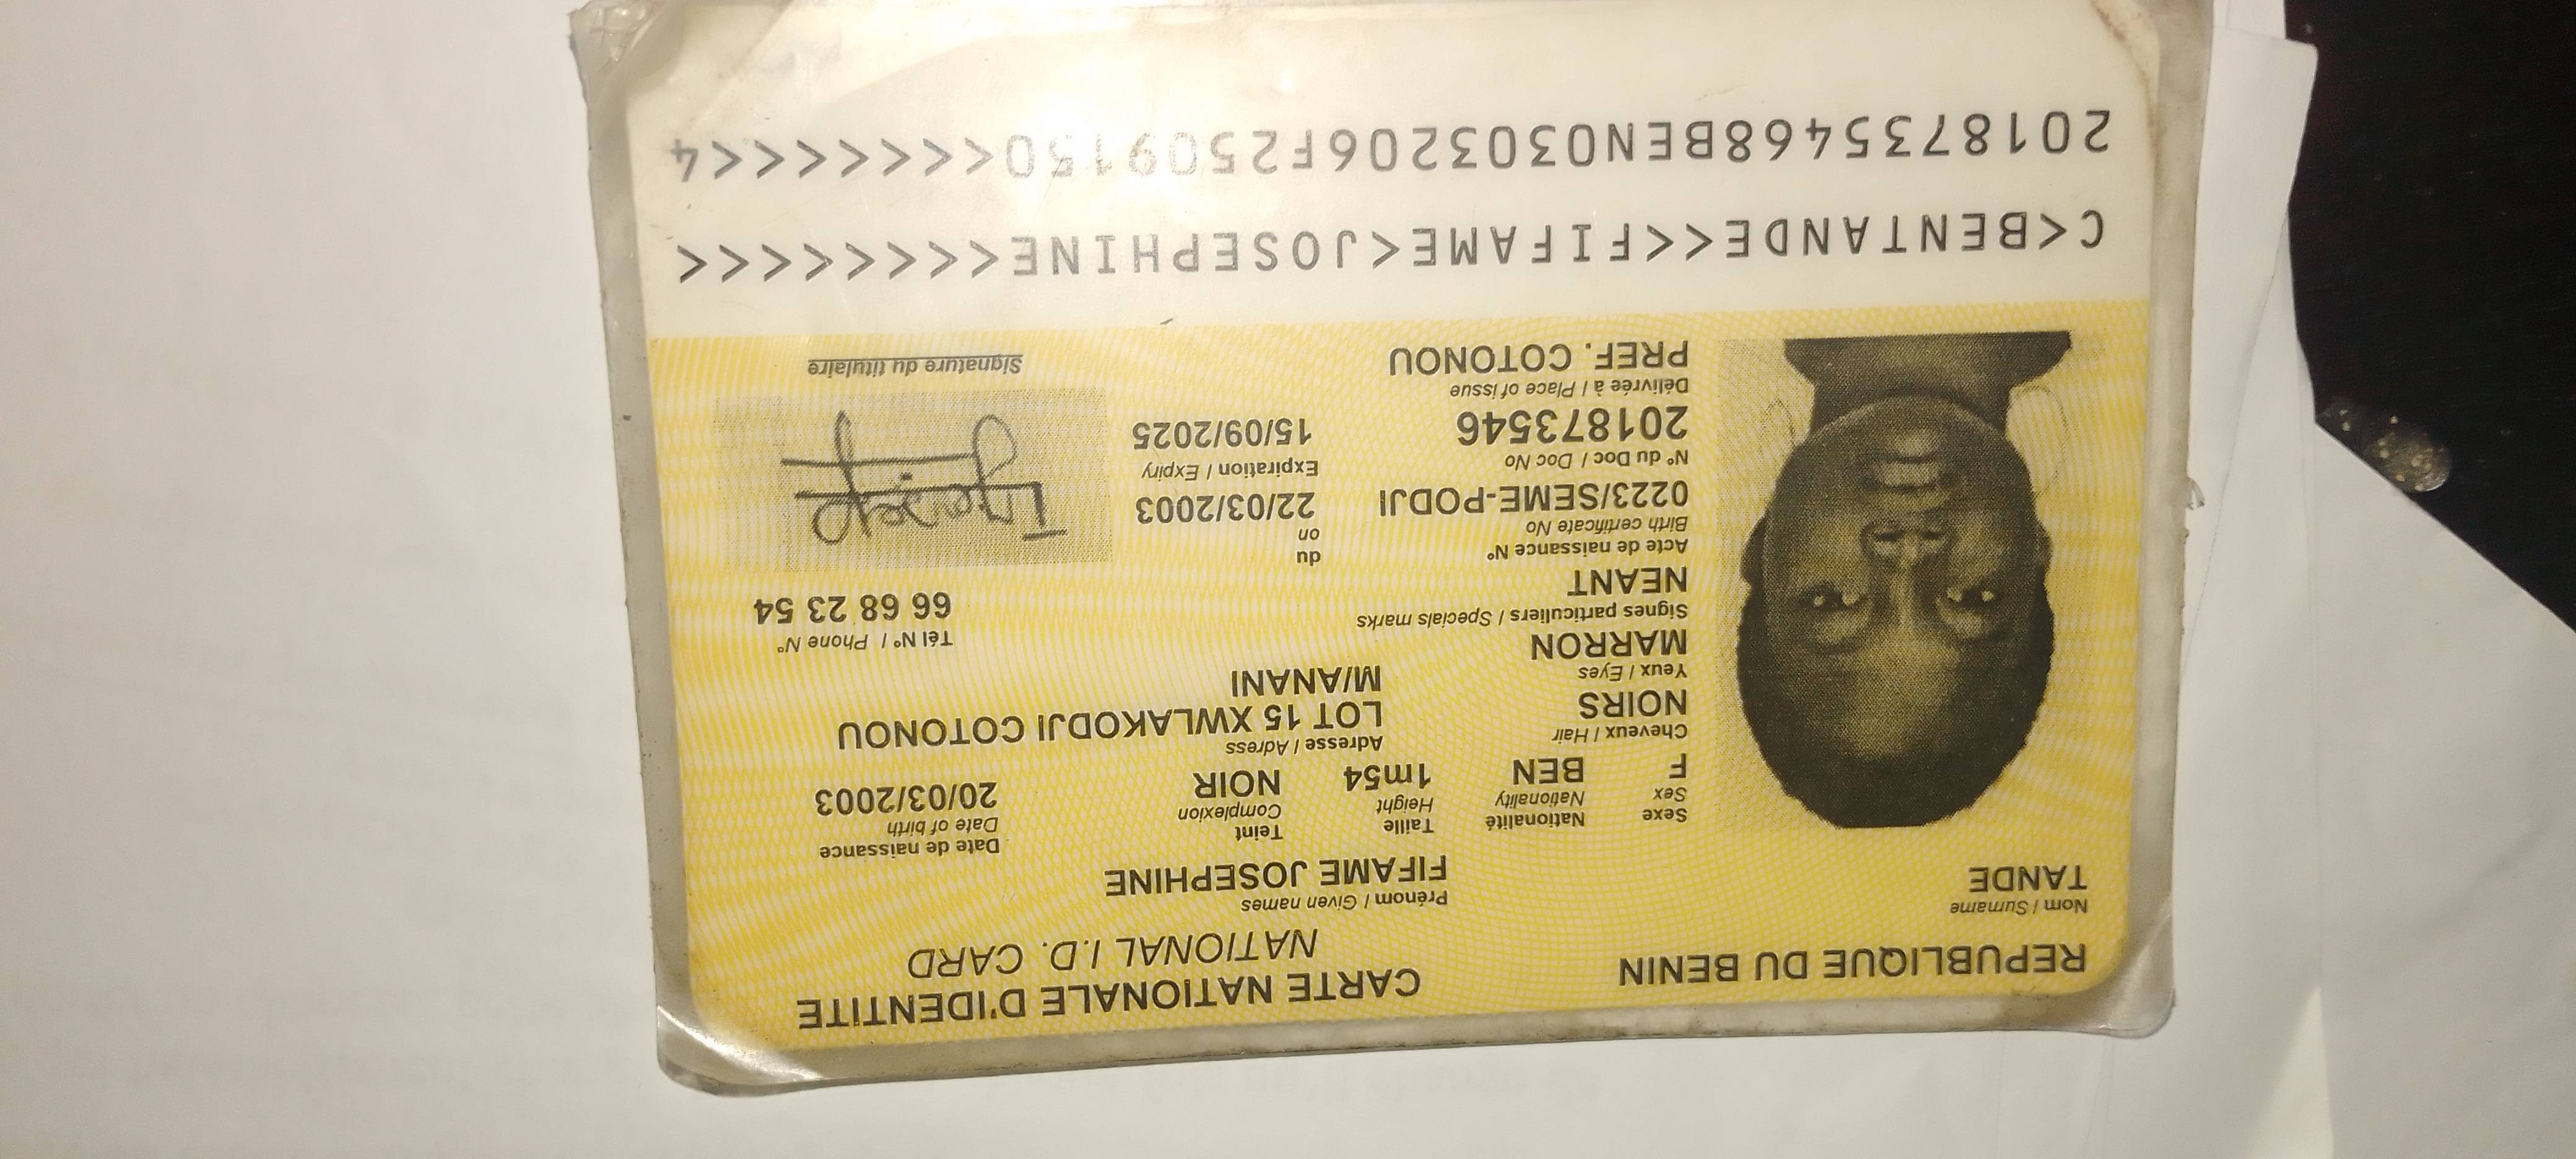 REPUBLIQUE DU BENIN
CARTE NATIONALE D'IDENTITE
NATIONAL I.D. CARD
Nom / Surname
TANDE
Prénom / Given names
FIFAME JOSEPHINE
Sexe Nationalité Taille Teint Date de naissance
Sex Nationality Height Complexion Date of birth
F BEN 1m54 NOIR 20/03/2003
Cheveux / Hair Adresse / Adress
NOIRS LOT 15 XWLAKODJI COTONOU
M/ANANI
Yeux / Eyes
MARRON
Signes particuliers / Specials marks
NEANT
Tél N° / Phone N°
66 68 23 54
Acte de naissance N° du
Birth certificate No on
0223/SEME-PODJI 22/03/2003
N° du Doc / Doc No Expiration / Expiry
201873546 15/09/2025
Délivrée à / Place of issue
PREF. COTONOU
Signature du titulaire
C<BENTANDE<<FIFAME<JOSEPHINE<<<<<<<<<
2018735468BEN0303206F2509150<<<<<<<4